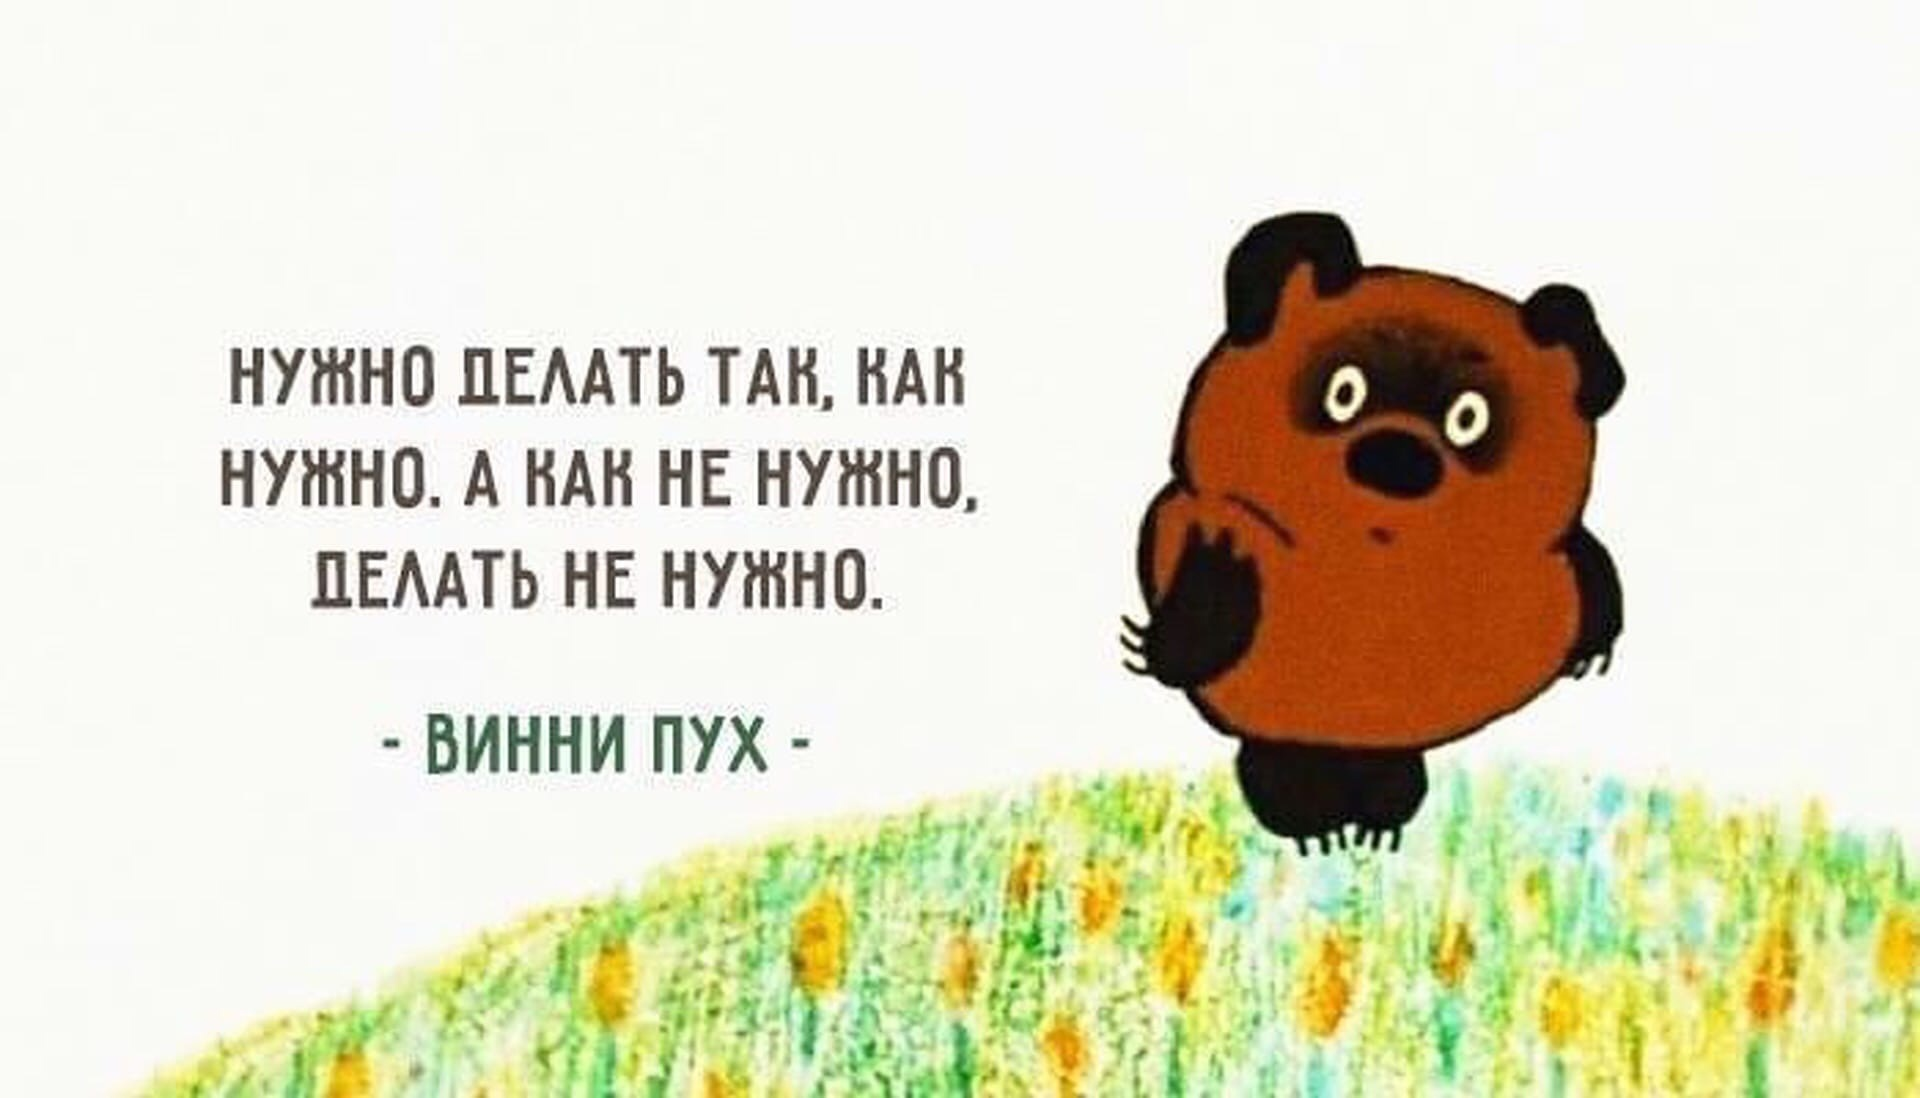 НУЖНО ДЕЛАТЬ ТАК, КАК
НУЖНО. А КАК НЕ НУЖНО,
ДЕЛАТЬ НЕ НУЖНО.
- ВИННИ ПУХ -